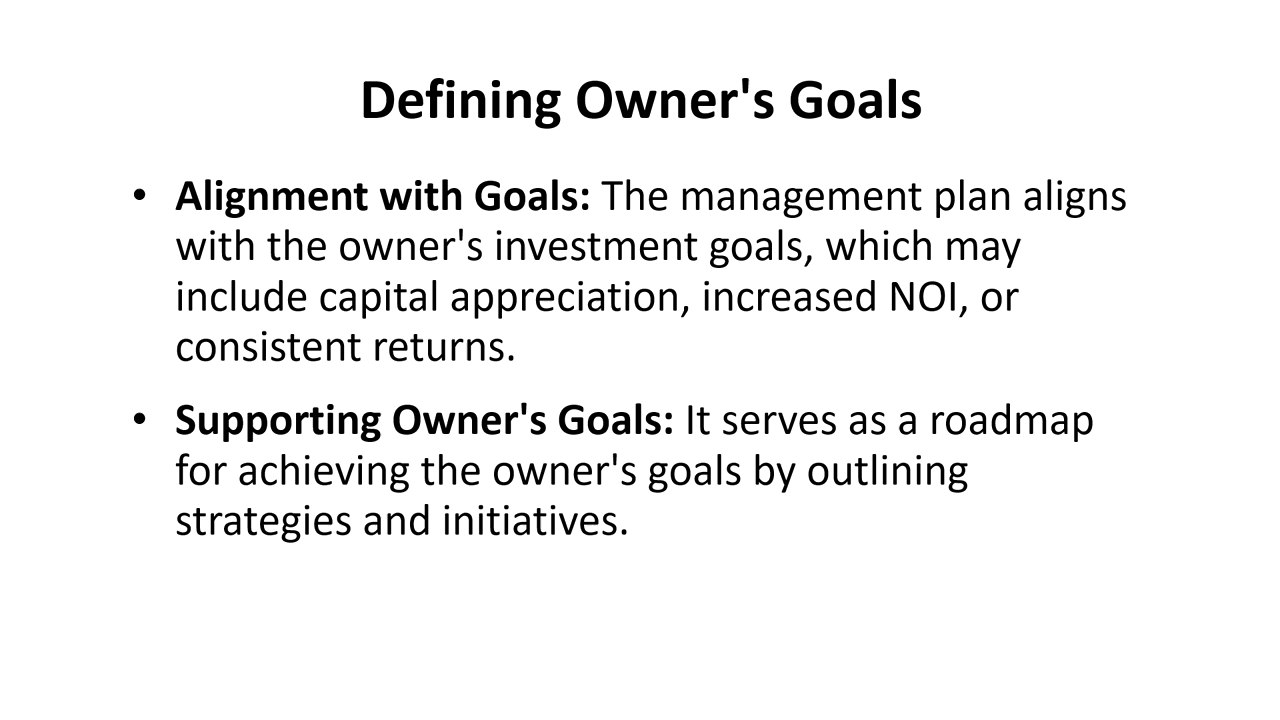 Defining Owner's Goals
• Alignment with Goals: The management plan aligns
with the owner's investment goals, which may
include capital appreciation, increased NOI, or
consistent returns.
• Supporting Owner's Goals: It serves as a roadmap
for achieving the owner's goals by outlining
strategies and initiatives.